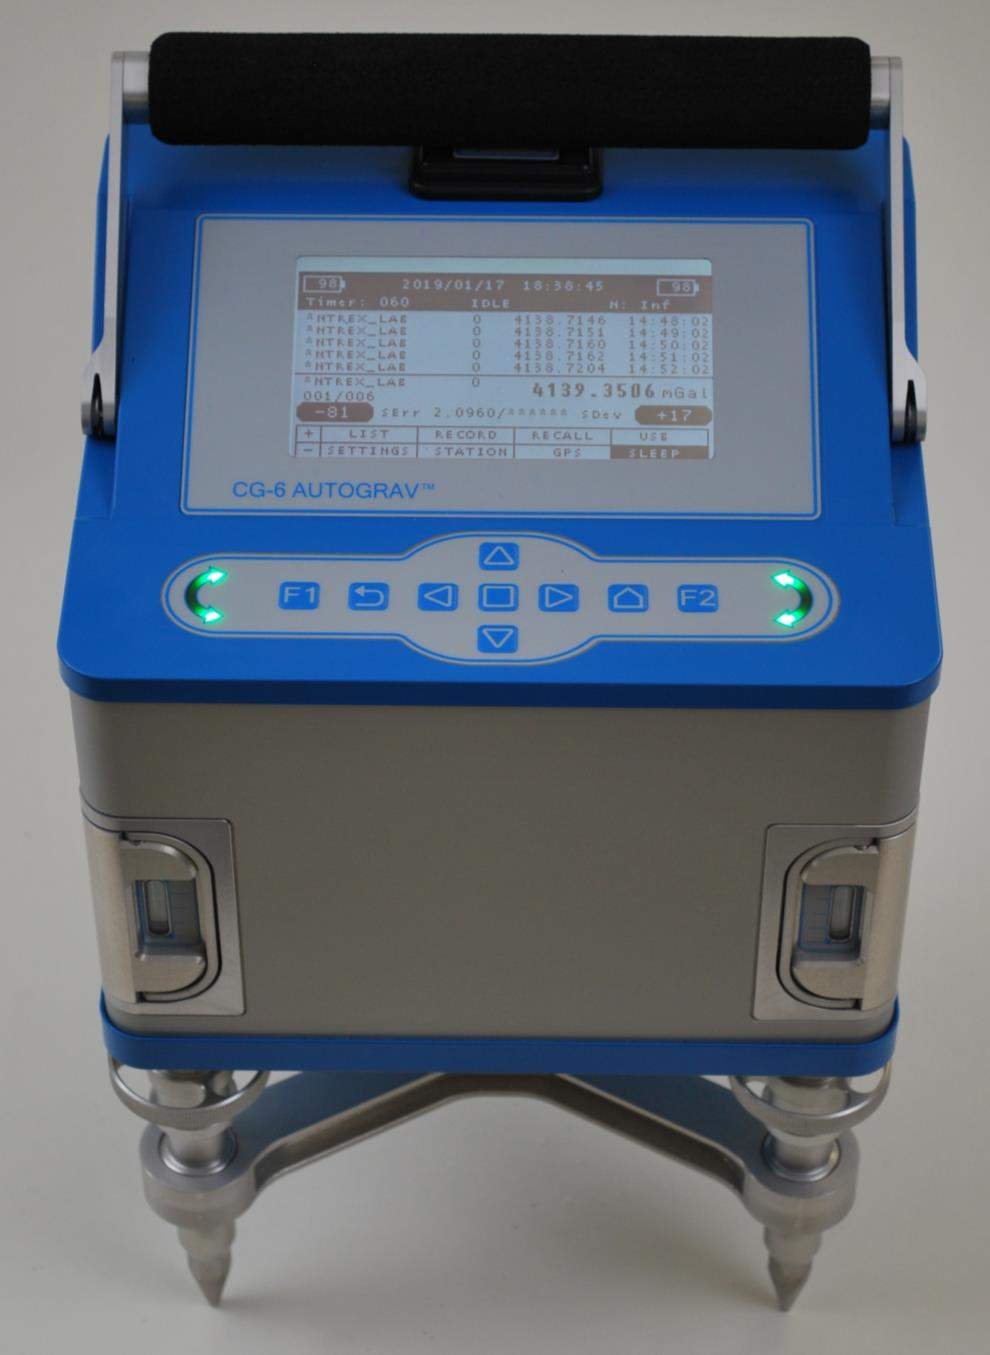 98 2019/01/17 18:38:45 98
Timer: 060 IDLE N: Inf
^NTREX_LAB 0 4138.7146 14:48:02
^NTREX_LAB 0 4138.7151 14:49:02
^NTREX_LAB 0 4138.7160 14:50:02
^NTREX_LAB 0 4138.7162 14:51:02
^NTREX_LAB 0 4138.7204 14:52:02
^NTREX_LAB 0 4139.3506 mGal
001/006
-81 SErr 2.0960/****** SDev +17
+ LIST RECORD RECALL USB
- SETTINGS STATION GPS SLEEP
CG-6 AUTOGRAV™
F1 F2